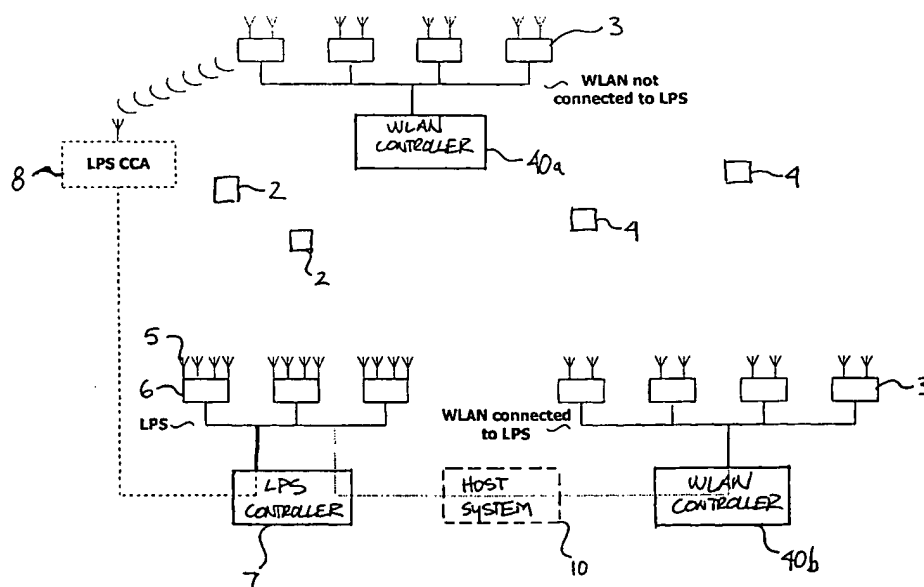 3
WLAN not
connected to LPS
WLAN
CONTROLLER
40a
LPS CCA
8
2
4
4
2
5
6
3
LPS
WLAN connected
to LPS
LPS
CONTROLLER
HOST
SYSTEM
WLAN
CONTROLLER
7
10
40b